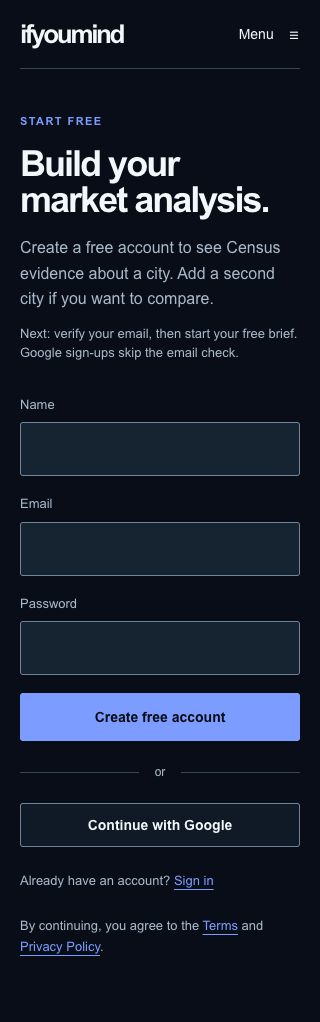 ifyoumind
Menu ≡
START FREE
Build your
market analysis.
Create a free account to see Census
evidence about a city. Add a second
city if you want to compare.
Next: verify your email, then start your free brief.
Google sign-ups skip the email check.
Name
Email
Password
Create free account
or
Continue with Google
Already have an account? Sign in
By continuing, you agree to the Terms and
Privacy Policy.